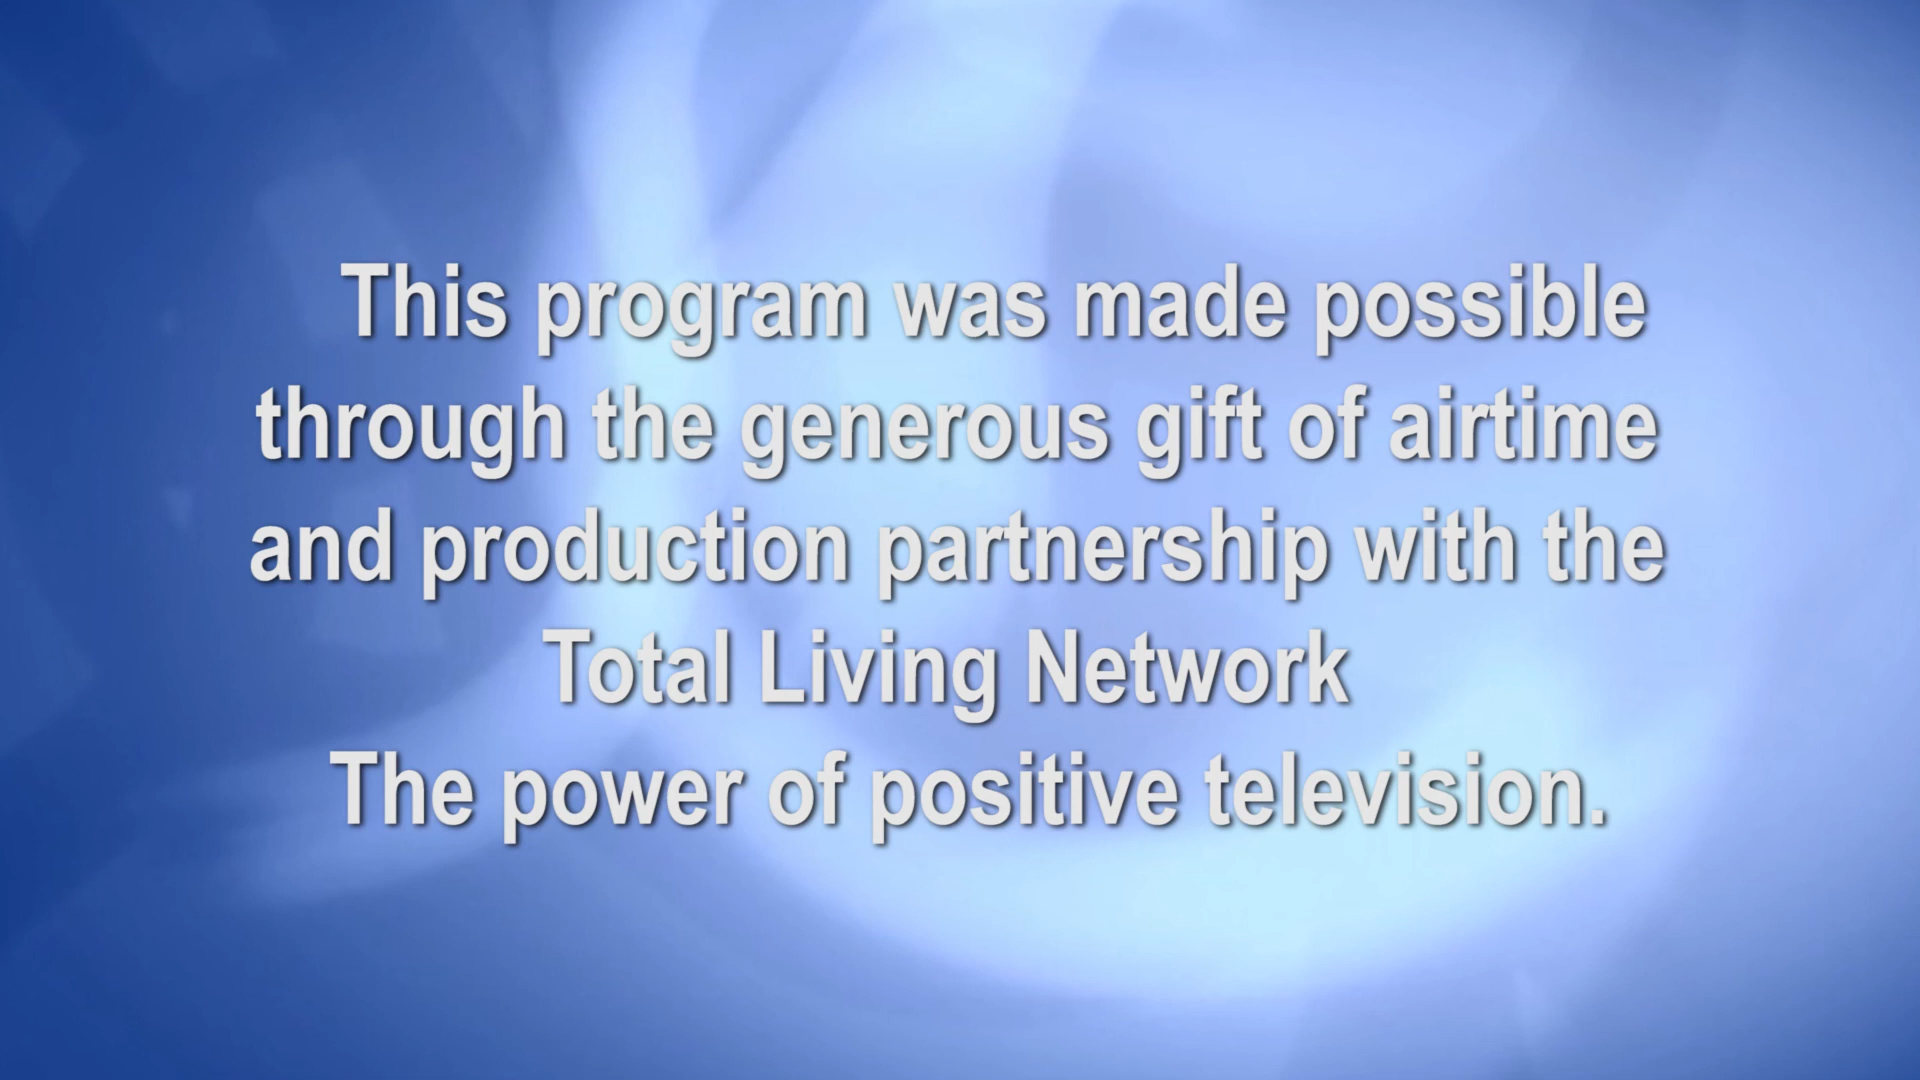 This program was made possible
through the generous gift of airtime
and production partnership with the
Total Living Network
The power of positive television.